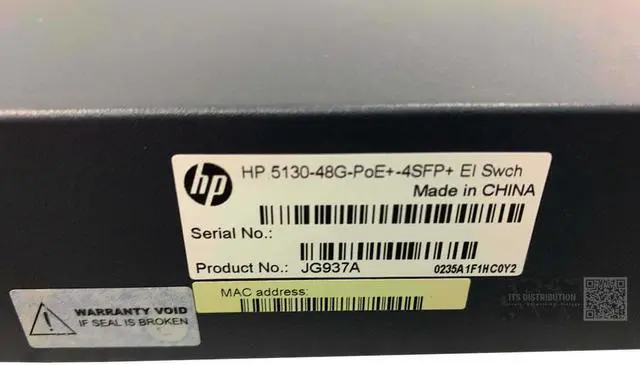 hp
HP 5130-48G-PoE+-4SFP+ EI Swch
Made in CHINA
Serial No.:
Product No.: JG937A
0235A1F1HC0Y2
MAC address:
WARRANTY VOID
IF SEAL IS BROKEN
ITS DISTRIBUTION